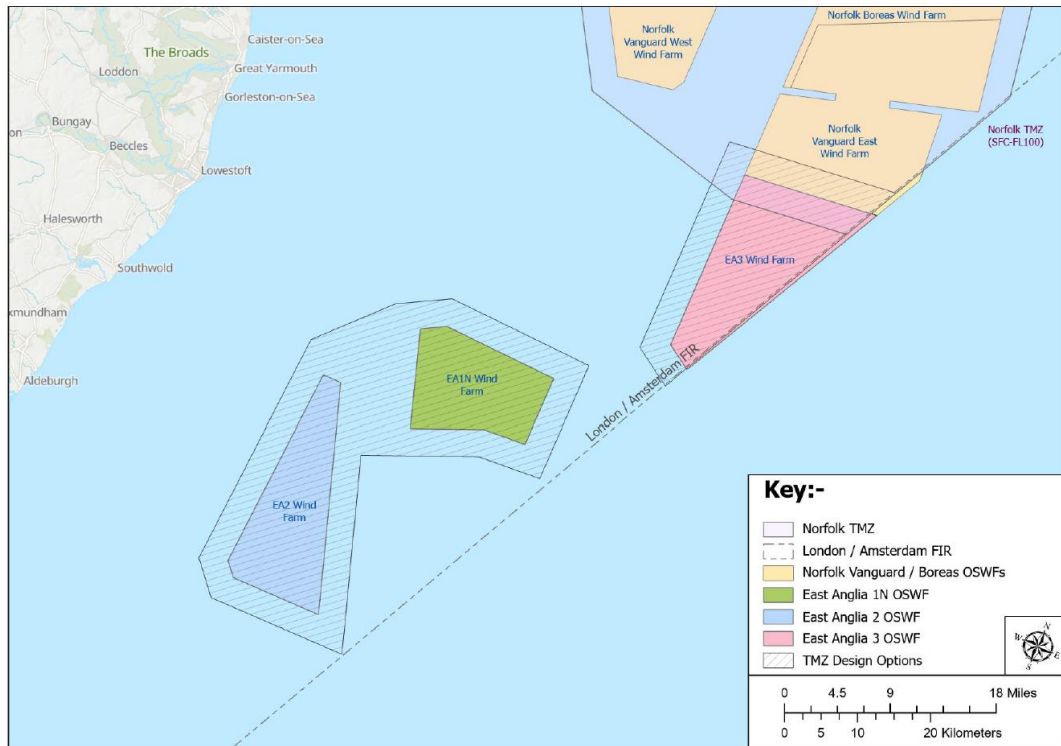 Norfolk Boreas Wind Farm
Caister-on-Sea
Norfolk
Vanguard West
Wind Farm
The Broads
Great Yarmouth
Loddon
Gorleston-on-Sea
on
Bungay
Norfolk
Vanguard East
Wind Farm
Norfolk TMZ
(SFC-FL100)
Beccles
Lowestoft
Halesworth
Southwold
EA3 Wind Farm
xmundham
London / Amsterdam FIR
Aldeburgh
EA1N Wind
Farm
EA2 Wind
Farm
Key:-
Norfolk TMZ
London / Amsterdam FIR
Norfolk Vanguard / Boreas OSWFs
East Anglia 1N OSWF
East Anglia 2 OSWF
East Anglia 3 OSWF
TMZ Design Options
N
W
E
S
0 4.5 9 18 Miles
0 5 10 20 Kilometers